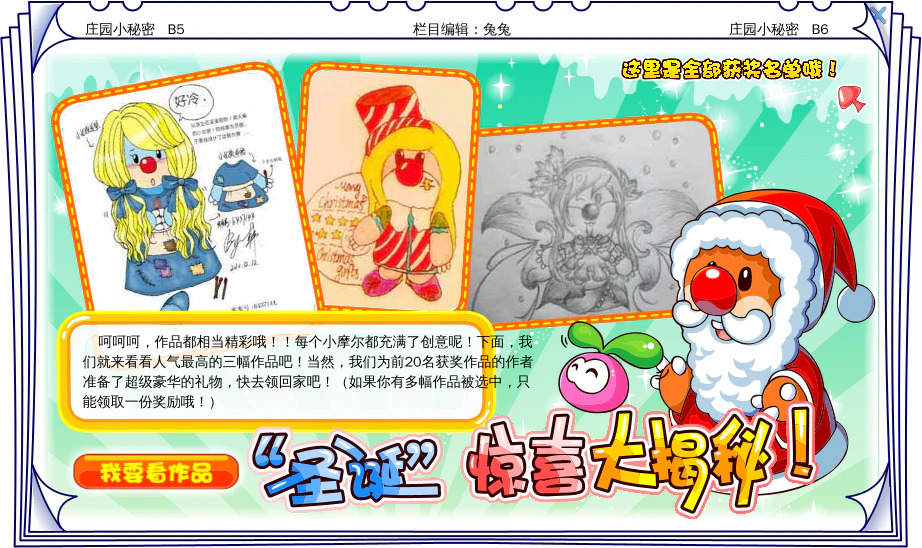 庄园小秘密 B5
栏目编辑：兔兔
庄园小秘密 B6
这里是全部获奖名单哦！
好冷.
Merry
Christmas
Christmas
gifts
呵呵呵，作品都相当精彩哦！！每个小摩尔都充满了创意呢！下面，我
们就来看看人气最高的三幅作品吧！当然，我们为前20名获奖作品的作者
准备了超级豪华的礼物，快去领回家吧！（如果你有多幅作品被选中，只
能领取一份奖励哦！）
我要看作品
“圣诞”惊喜大揭秘！